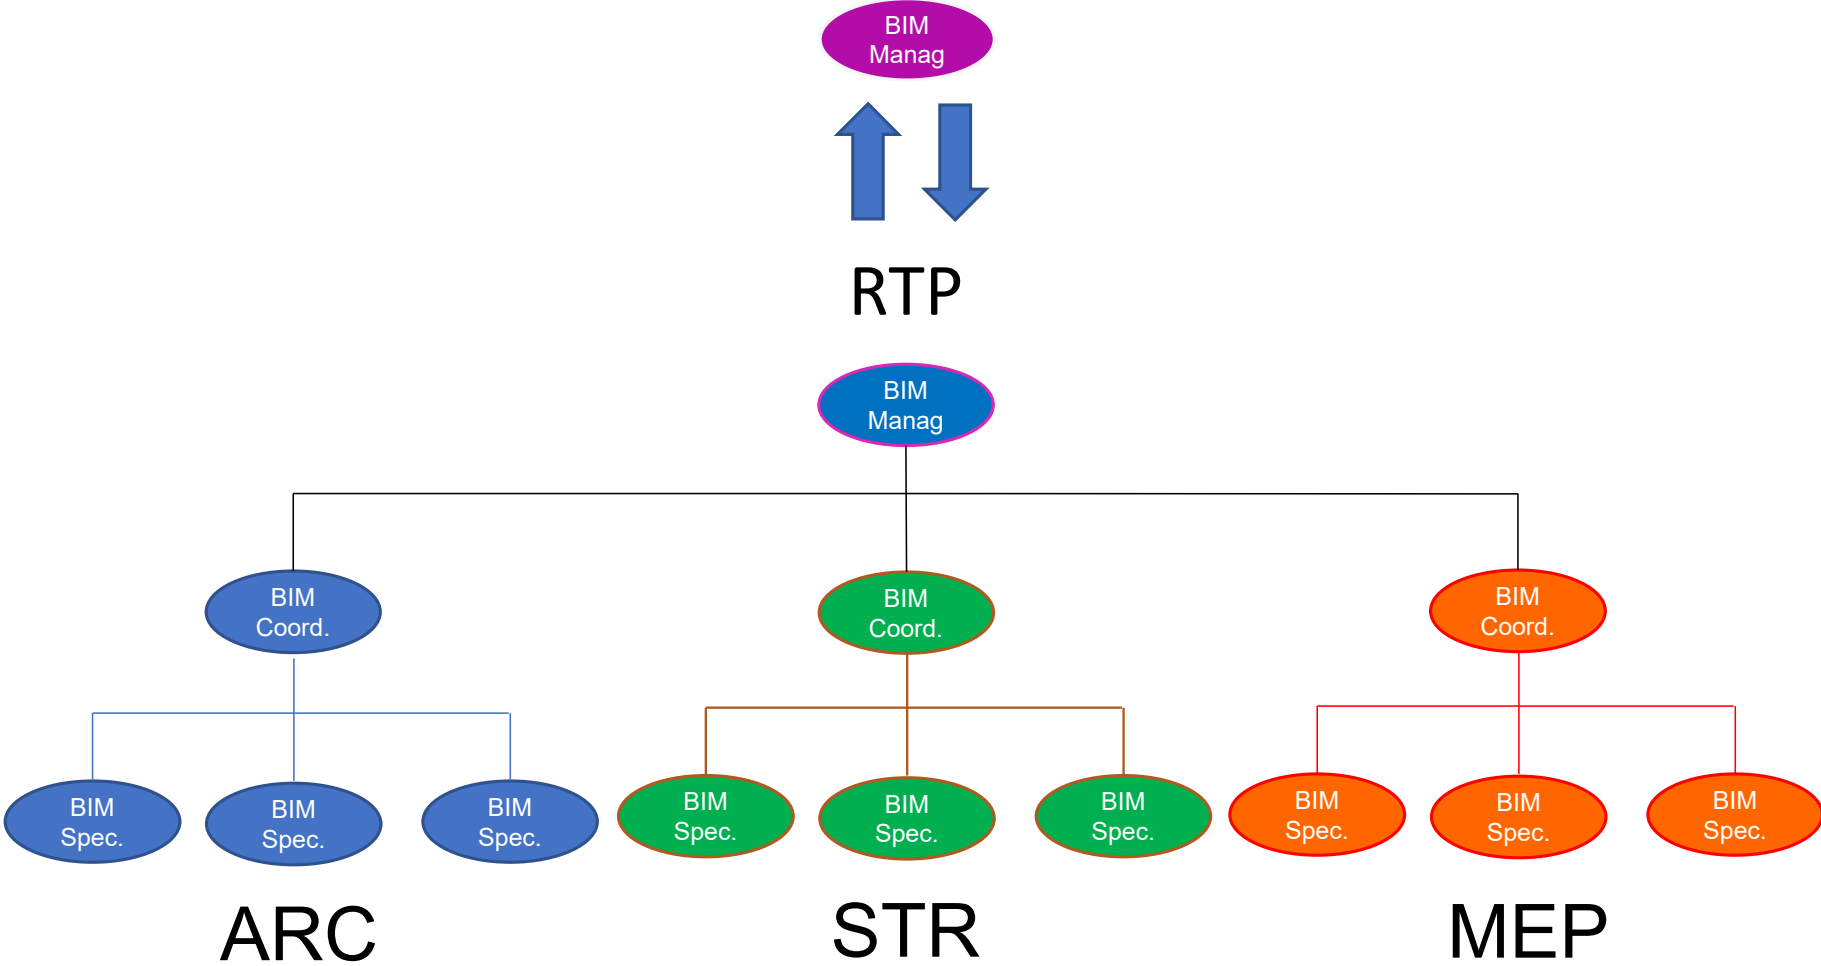 BIM
Manag
RTP
BIM
Manag
BIM
Coord.
BIM
Coord.
BIM
Coord.
BIM
Spec.
BIM
Spec.
BIM
Spec.
BIM
Spec.
BIM
Spec.
BIM
Spec.
BIM
Spec.
BIM
Spec.
BIM
Spec.
ARC
STR
MEP